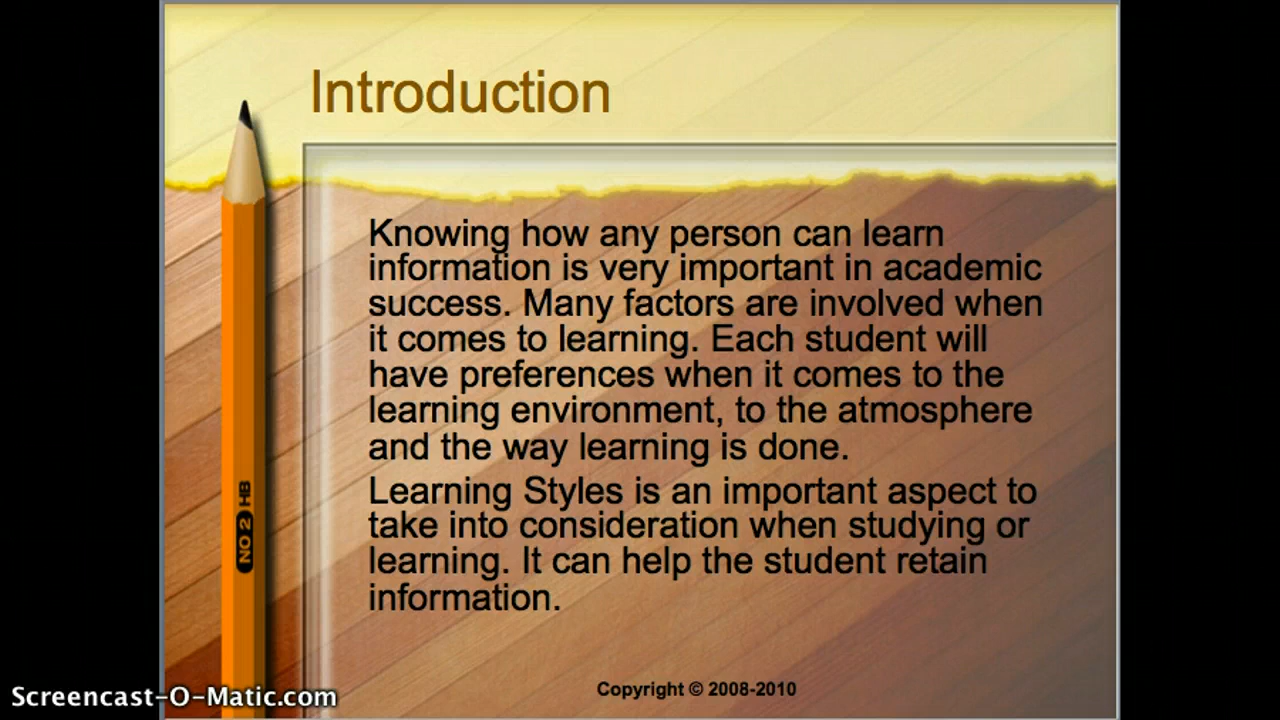 Introduction
Knowing how any person can learn
information is very important in academic
success. Many factors are involved when
it comes to learning. Each student will
have preferences when it comes to the
learning environment, to the atmosphere
and the way learning is done.
Learning Styles is an important aspect to
take into consideration when studying or
learning. It can help the student retain
information.
NO 2 HB
Copyright © 2008-2010
Screencast-O-Matic.com